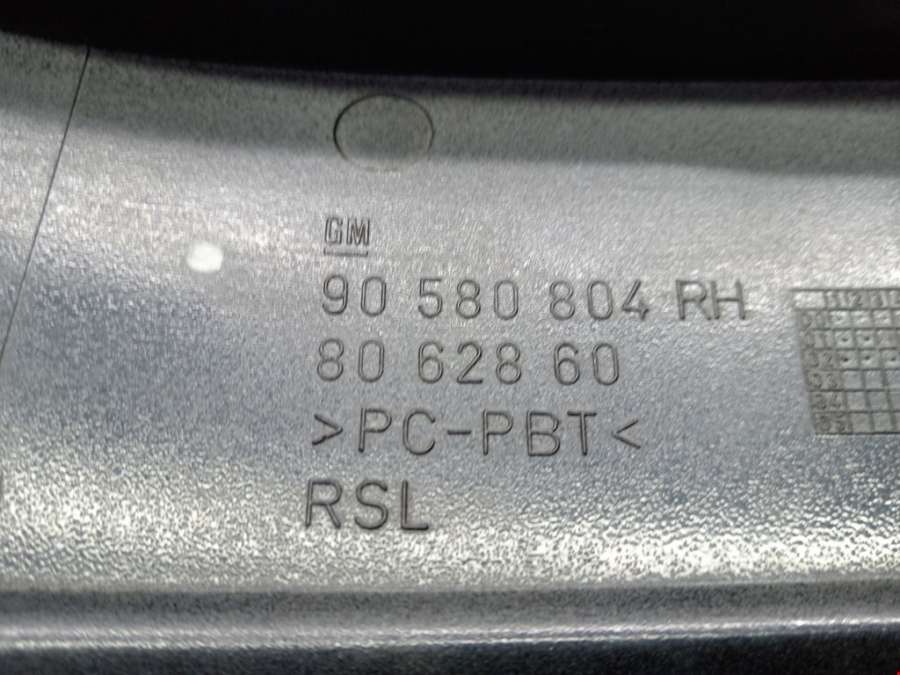 GM
90 580 804 RH
80 628 60
>PC-PBT<
RSL